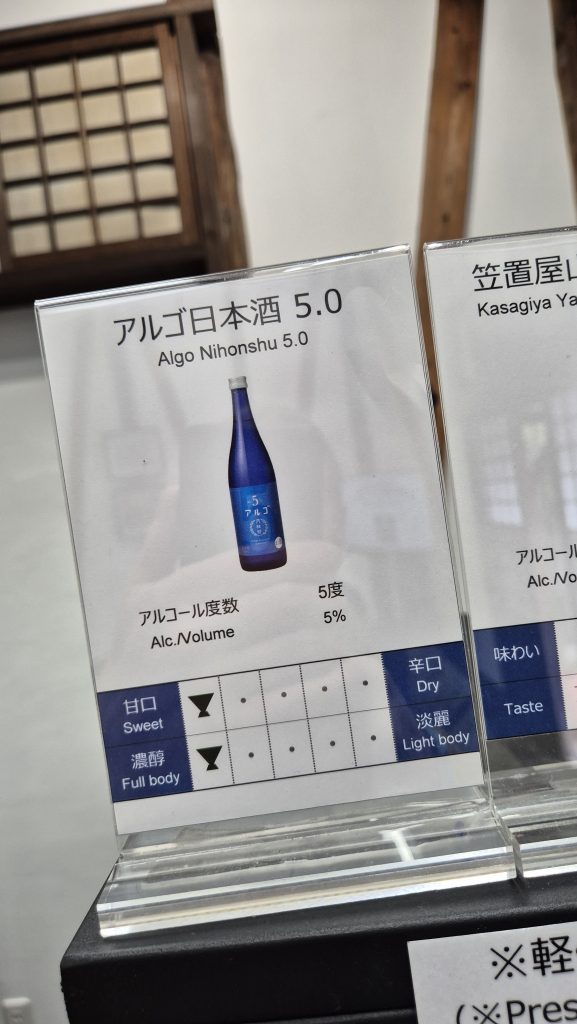 アルゴ日本酒 5.0
Algo Nihonshu 5.0
5%
アルゴ
アルコール度数 5度
Alc./Volume 5%
甘口 辛口
Sweet Dry
濃醇 淡麗
Full body Light body
笠置屋
Kasagiya Ya
アルコール
Alc./Vo
味わい
Taste
※軽
(※Pres